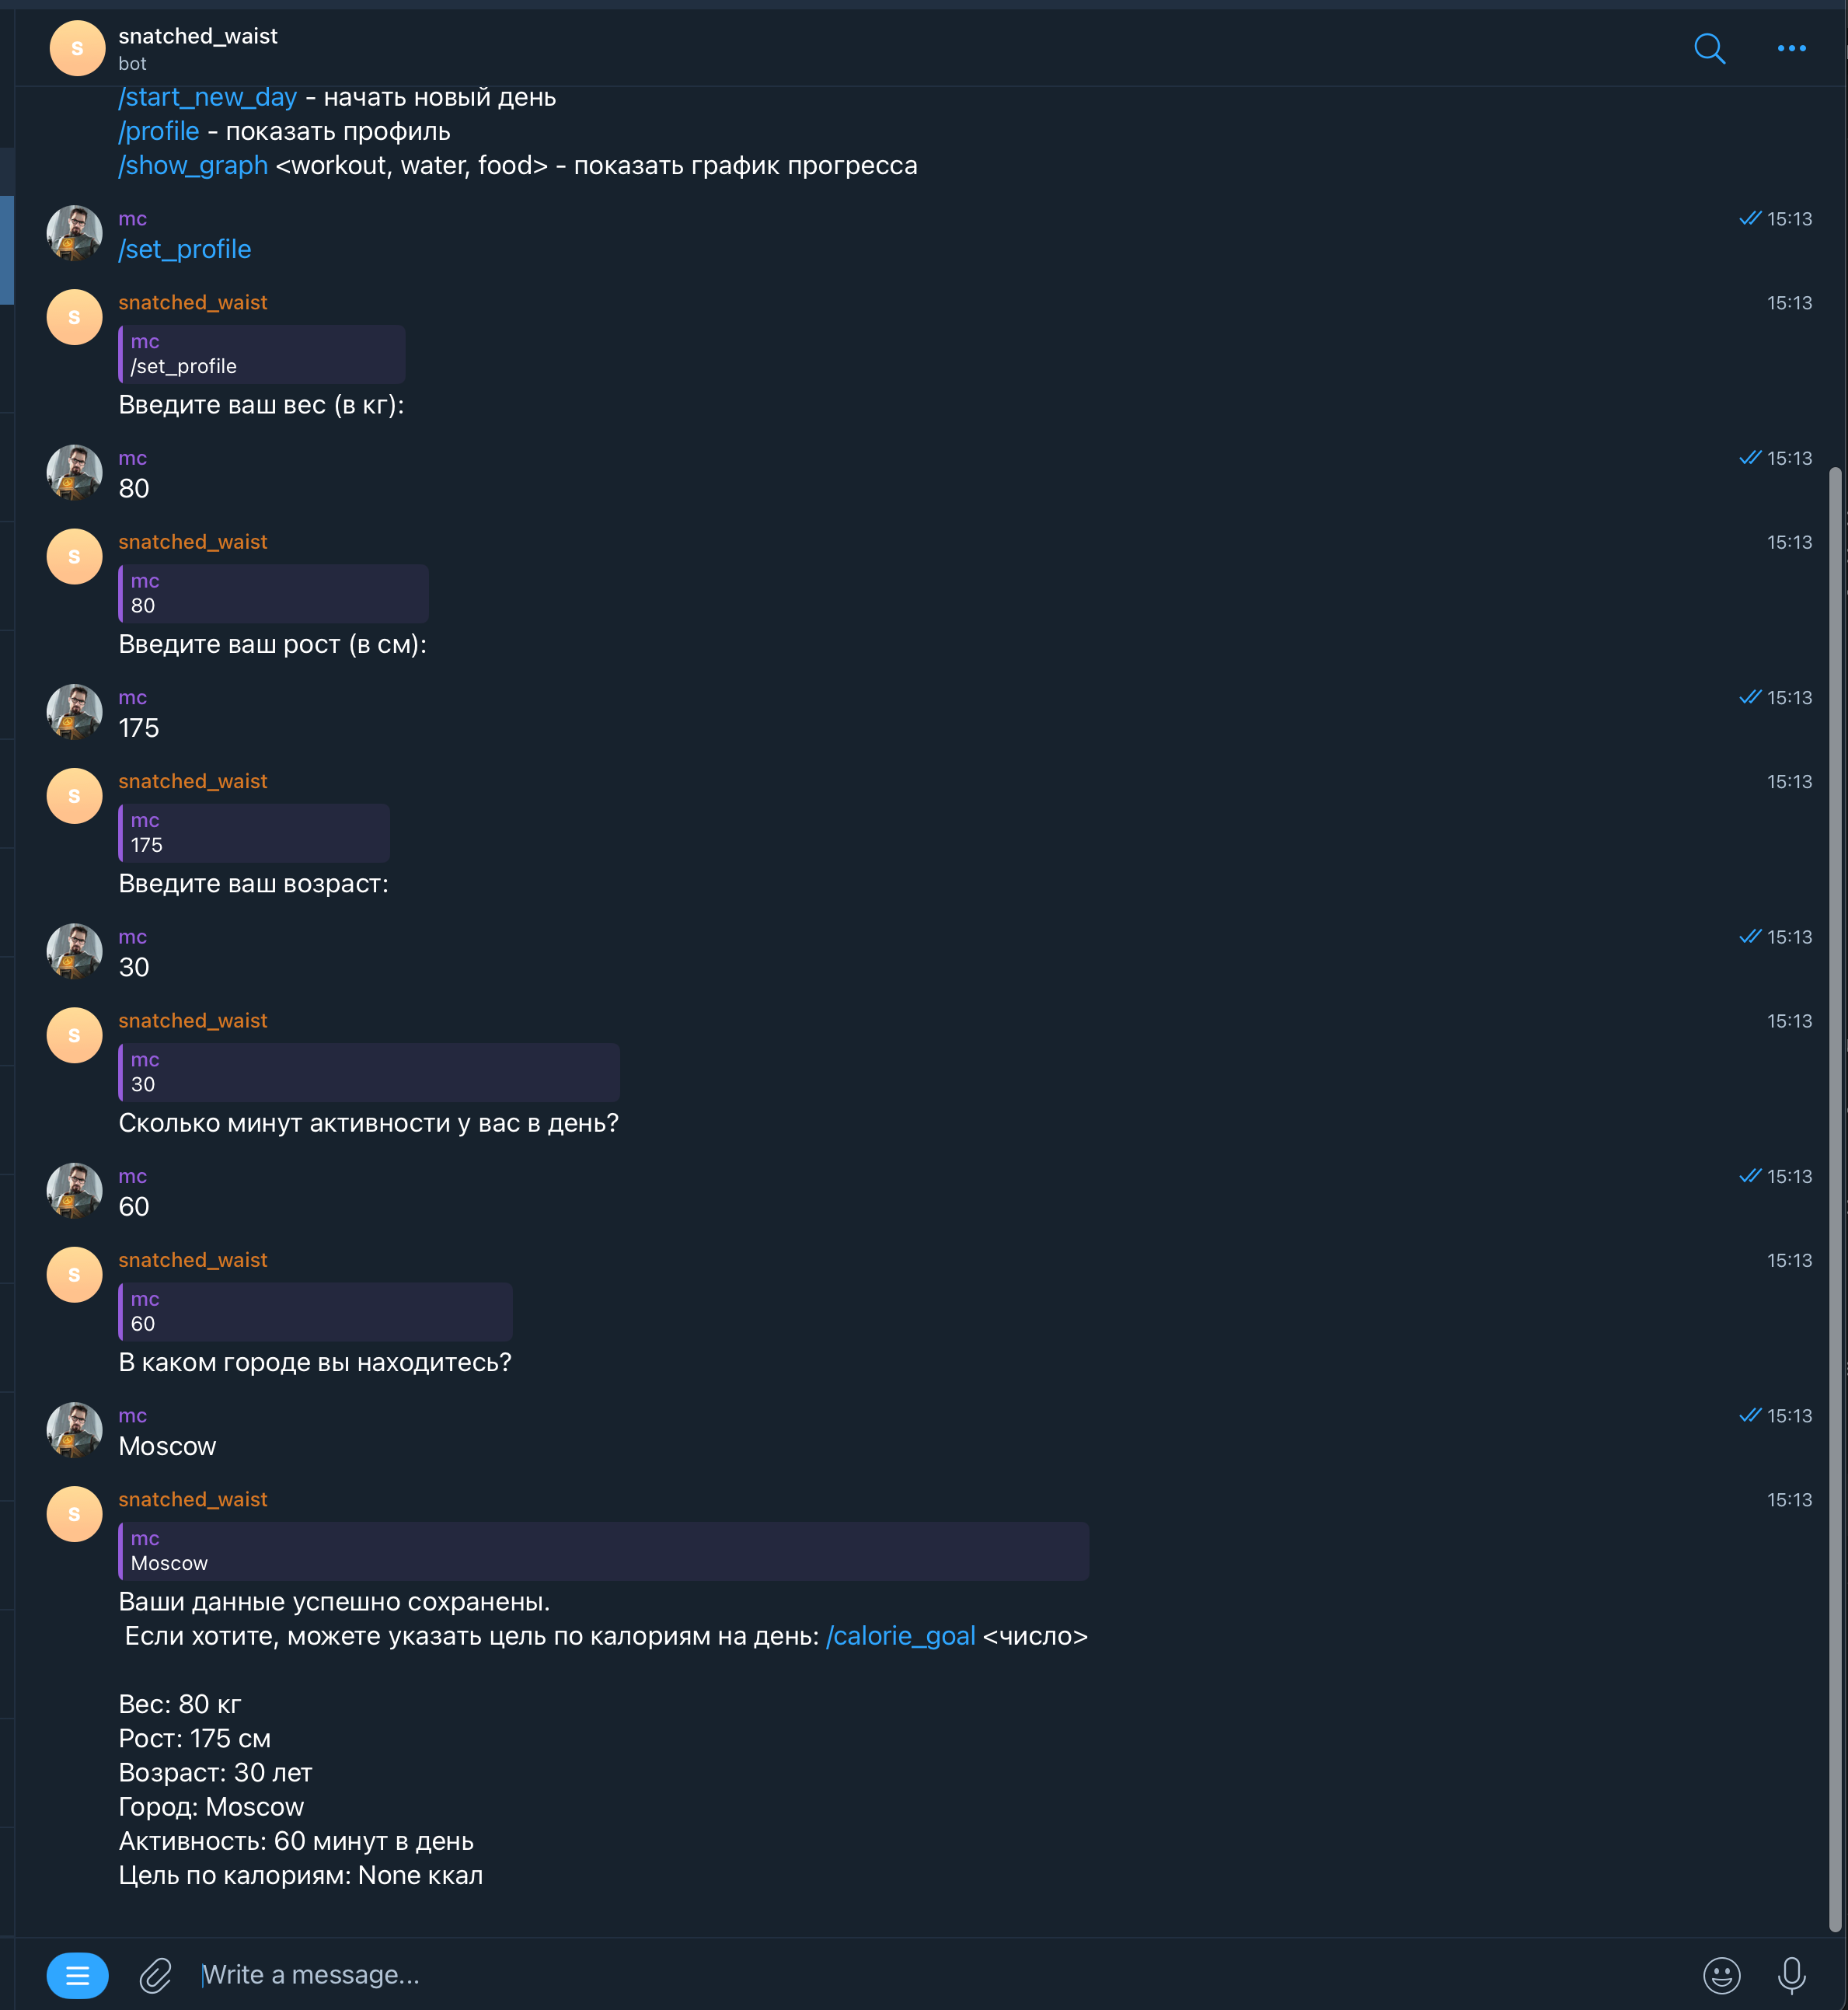 S
snatched_waist
bot
/start_new_day - начать новый день
/profile - показать профиль
/show_graph <workout, water, food> - показать график прогресса
mc
15:13
/set_profile
S
snatched_waist
15:13
mc
/set_profile
Введите ваш вес (в кг):
mc
15:13
80
S
snatched_waist
15:13
mc
80
Введите ваш рост (в см):
mc
15:13
175
S
snatched_waist
15:13
mc
175
Введите ваш возраст:
mc
15:13
30
S
snatched_waist
15:13
mc
30
Сколько минут активности у вас в день?
mc
15:13
60
S
snatched_waist
15:13
mc
60
В каком городе вы находитесь?
mc
15:13
Moscow
S
snatched_waist
15:13
mc
Moscow
Ваши данные успешно сохранены.
Если хотите, можете указать цель по калориям на день: /calorie_goal <число>
Вес: 80 кг
Рост: 175 см
Возраст: 30 лет
Город: Moscow
Активность: 60 минут в день
Цель по калориям: None ккал
Write a message...